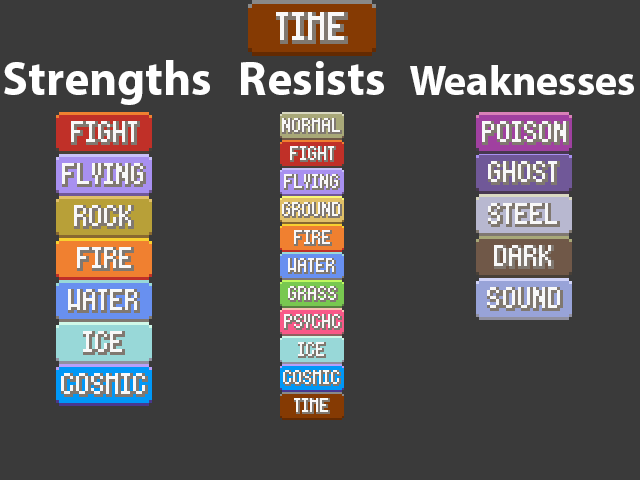 TIME
Strengths
Resists
Weaknesses
FIGHT
FLYING
ROCK
FIRE
WATER
ICE
COSMIC
NORMAL
FIGHT
FLYING
GROUND
FIRE
WATER
GRASS
PSYCHC
ICE
COSMIC
TIME
POISON
GHOST
STEEL
DARK
SOUND